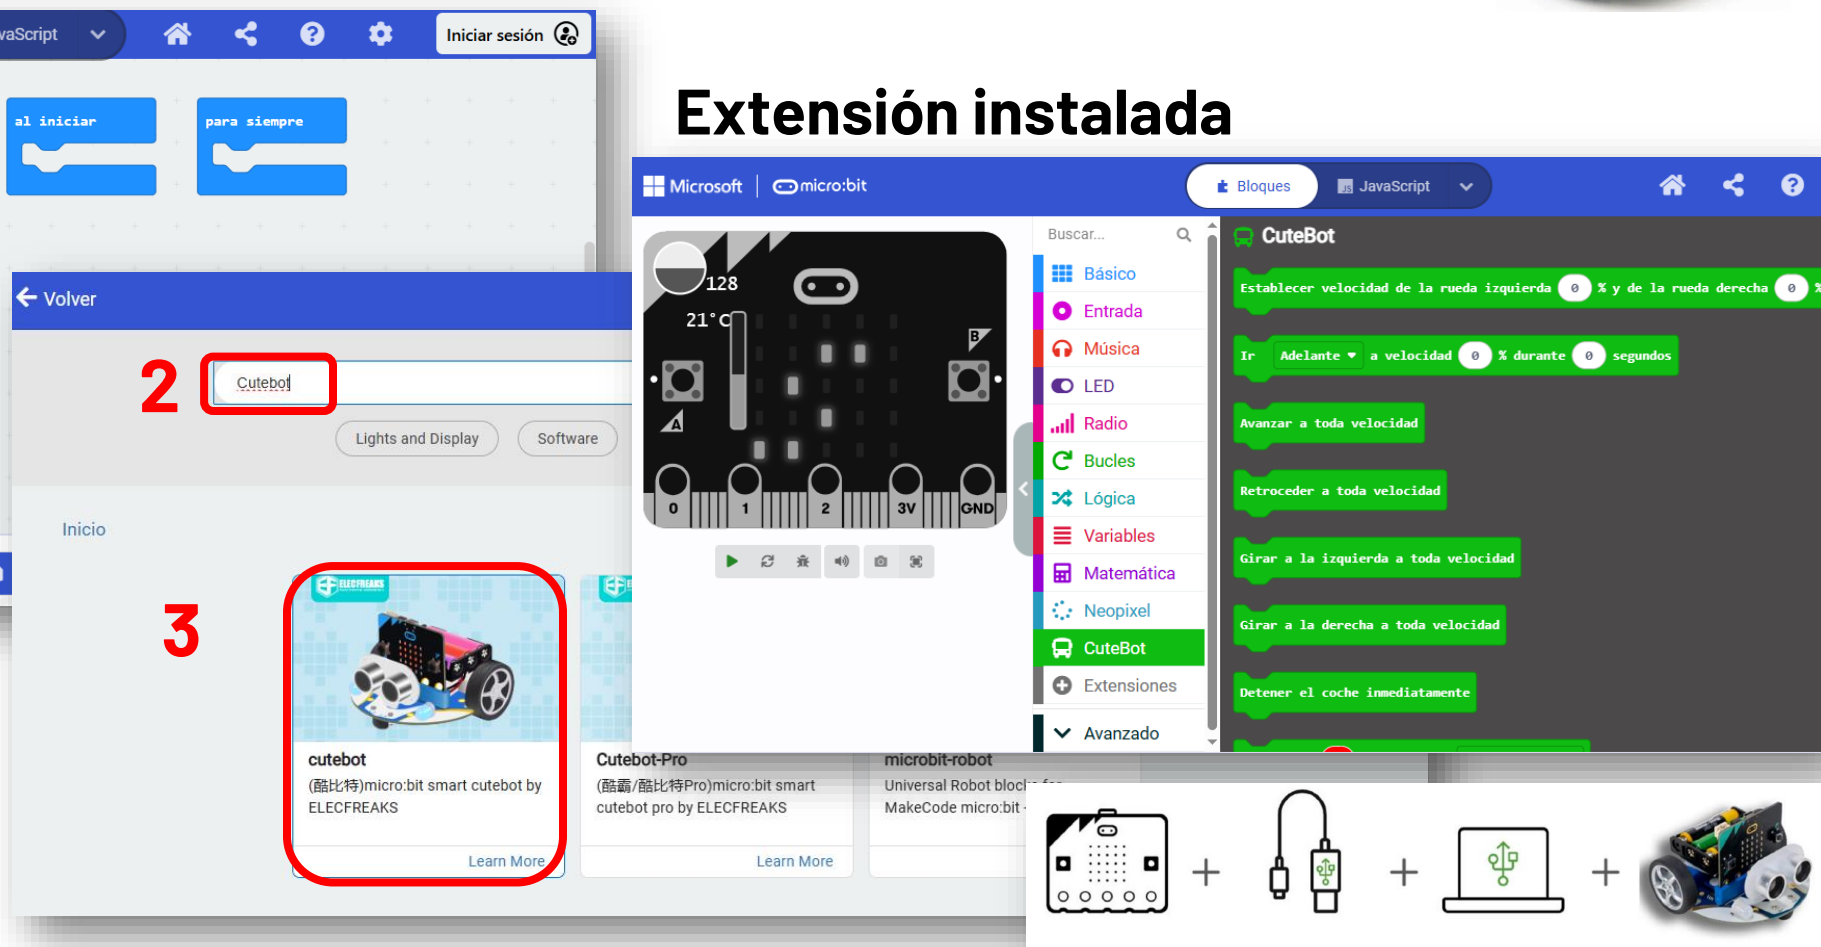 vaScript
Iniciar sesión
al iniciar
para siempre
Extensión instalada
Volver
2
Cutebot
Lights and Display
Software
Inicio
3
ELECFREAKS
cutebot
(酷比特)micro:bit smart cutebot by
ELECFREAKS
Learn More
Cutebot-Pro
(酷霸/酷比特Pro)micro:bit smart
cutebot pro by ELECFREAKS
Learn More
microbit-robot
Universal Robot blocks for
MakeCode micro:bit -
Microsoft
micro:bit
Bloques
JS JavaScript
128
21°C
B
A
0 1 2 3V GND
Buscar...
Básico
Entrada
Música
LED
Radio
Bucles
Lógica
Variables
Matemática
Neopixel
CuteBot
Extensiones
Avanzado
CuteBot
Establecer velocidad de la rueda izquierda 0 % y de la rueda derecha 0 %
Ir Adelante a velocidad 0 % durante 0 segundos
Avanzar a toda velocidad
Retroceder a toda velocidad
Girar a la izquierda a toda velocidad
Girar a la derecha a toda velocidad
Detener el coche inmediatamente
+ + +